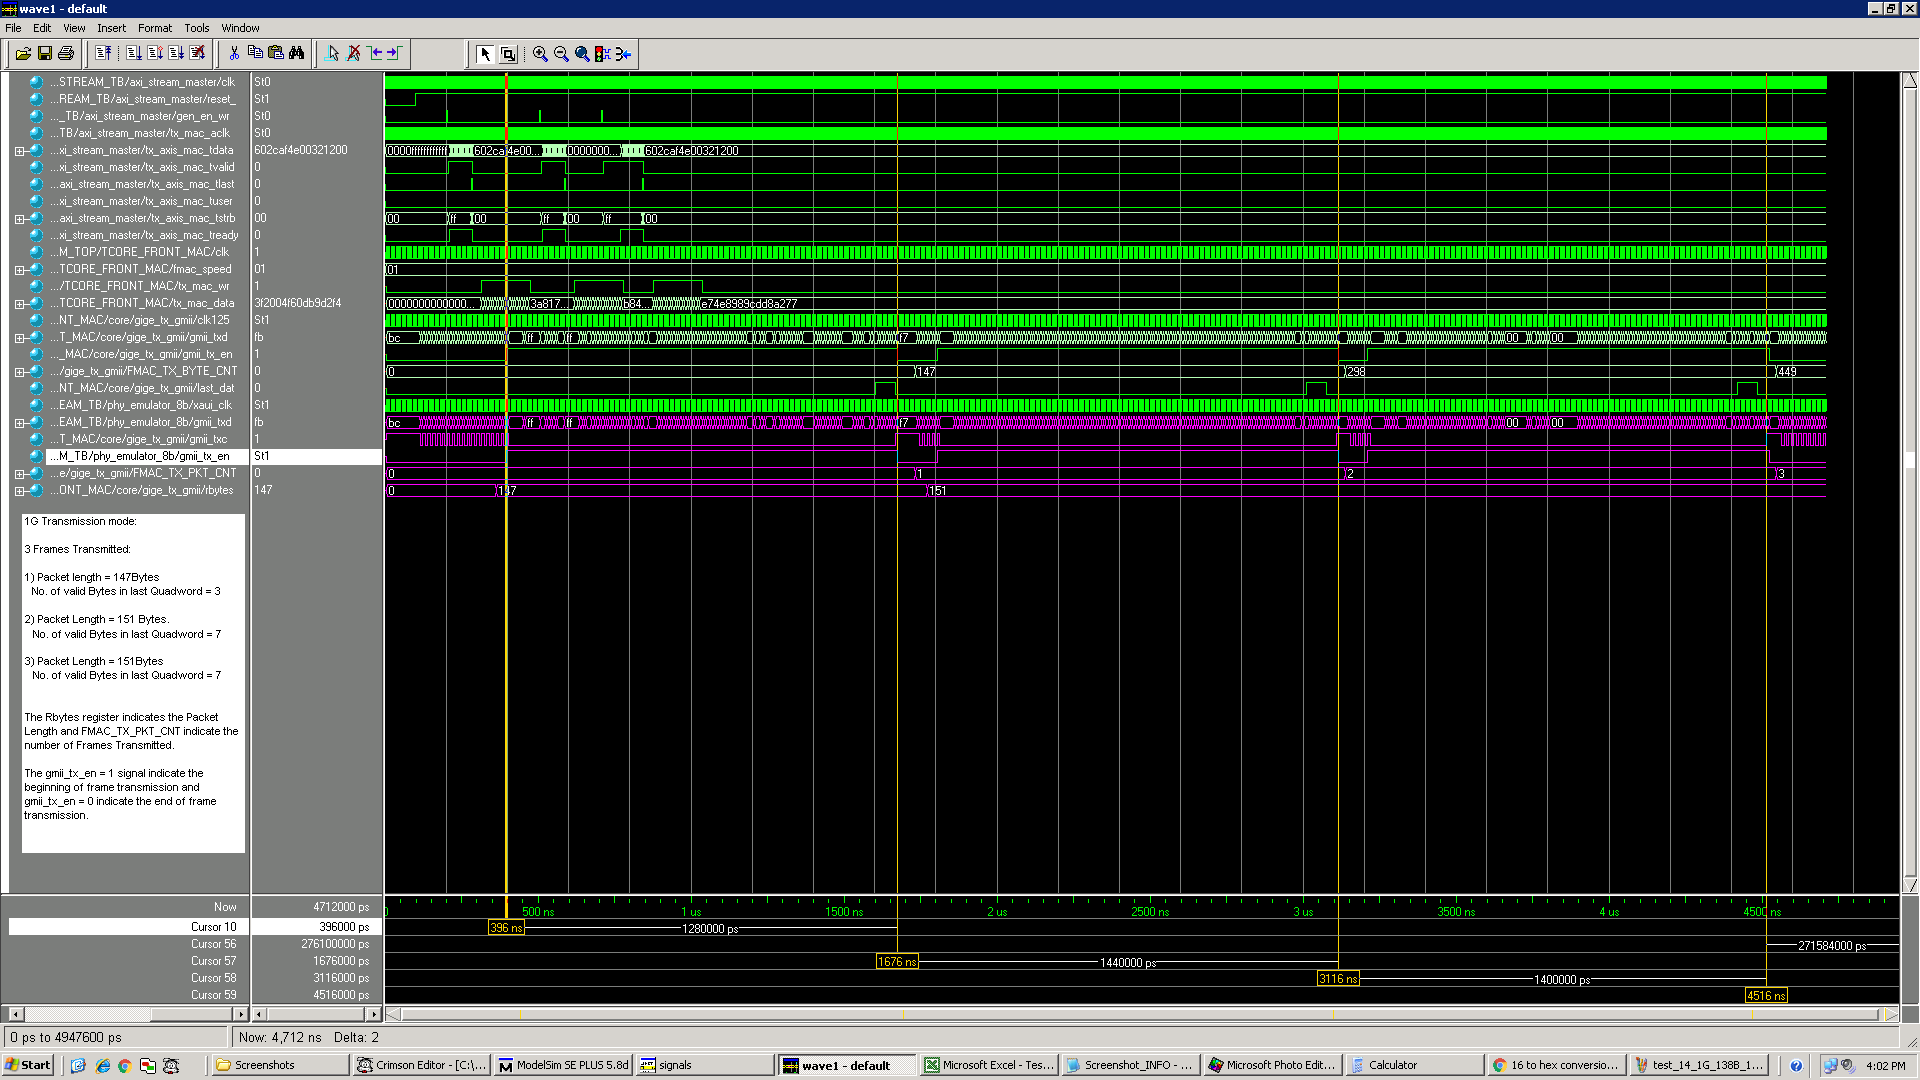 wave1 - default
File Edit View Insert Format Tools Window
...STREAM_TB/axi_stream_master/clk St0
...REAM_TB/axi_stream_master/reset_ St1
..._TB/axi_stream_master/gen_en_wr St0
...TB/axi_stream_master/tx_mac_aclk St0
...xi_stream_master/tx_axis_mac_tdata 602caf4e00321200 0000ffffffffffff 602ca 4e00... 0000000... 602caf4e00321200
...xi_stream_master/tx_axis_mac_tvalid 0
...axi_stream_master/tx_axis_mac_tlast 0
...xi_stream_master/tx_axis_mac_tuser 0
...axi_stream_master/tx_axis_mac_tstrb 00 00 ff 00 ff 00 ff 00
...xi_stream_master/tx_axis_mac_tready 0
...M_TOP/TCORE_FRONT_MAC/clk 1
...TCORE_FRONT_MAC/fmac_speed 01 01
.../TCORE_FRONT_MAC/tx_mac_wr 1
...TCORE_FRONT_MAC/tx_mac_data 3f2004f60db9d2f4 0000000000000... 3a817... b84... e74e8989cdd8a277
...NT_MAC/core/gige_tx_gmii/clk125 St1
...T_MAC/core/gige_tx_gmii/gmii_txd fb bc ff ff f7 00 00
..._MAC/core/gige_tx_gmii/gmii_tx_en 1
.../gige_tx_gmii/FMAC_TX_BYTE_CNT 0 0 147 298 449
...NT_MAC/core/gige_tx_gmii/last_dat 0
...EAM_TB/phy_emulator_8b/xaui_clk St1
...EAM_TB/phy_emulator_8b/gmii_txd fb bc ff ff f7 00 00
...T_MAC/core/gige_tx_gmii/gmii_txc 1
...M_TB/phy_emulator_8b/gmii_tx_en St1
...e/gige_tx_gmii/FMAC_TX_PKT_CNT 0 0 1 2 3
...ONT_MAC/core/gige_tx_gmii/rbytes 147 0 147 151
1G Transmission mode:
3 Frames Transmitted:
1) Packet length = 147Bytes
No. of valid Bytes in last Quadword = 3
2) Packet Length = 151 Bytes.
No. of valid Bytes in last Quadword = 7
3) Packet Length = 151Bytes
No. of valid Bytes in last Quadword = 7
The Rbytes register indicates the Packet
Length and FMAC_TX_PKT_CNT indicate the
number of Frames Transmitted.
The gmii_tx_en = 1 signal indicate the
beginning of frame transmission and
gmii_tx_en = 0 indicate the end of frame
transmission.
Now 4712000 ps 500 ns 1 us 1500 ns 2 us 2500 ns 3 us 3500 ns 4 us 4500 ns
Cursor 10 396000 ps 396 ns 1280000 ps
Cursor 56 276100000 ps 271584000 ps
Cursor 57 1676000 ps 1676 ns 1440000 ps
Cursor 58 3116000 ps 3116 ns 1400000 ps
Cursor 59 4516000 ps 4516 ns
0 ps to 4947600 ps Now: 4,712 ns Delta: 2
Start Screenshots Crimson Editor - [C:\... ModelSim SE PLUS 5.8d signals wave1 - default Microsoft Excel - Tes... Screenshot_INFO - ... Microsoft Photo Edit... Calculator 16 to hex conversio... test_14_1G_138B_1... 4:02 PM